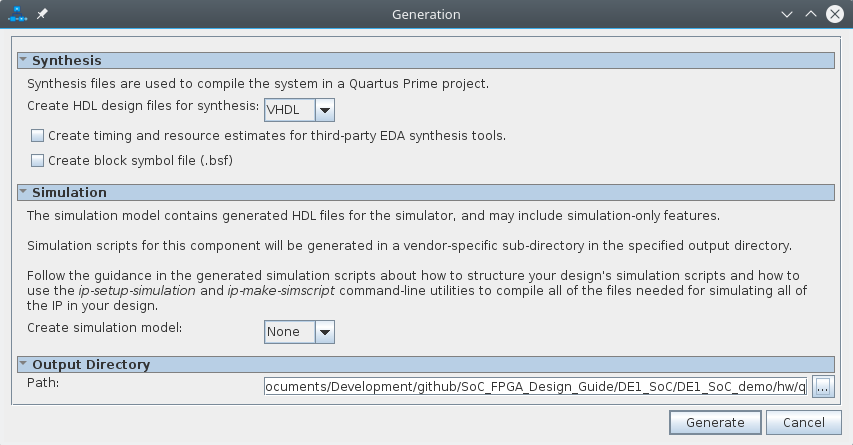 Generation
Synthesis
Synthesis files are used to compile the system in a Quartus Prime project.
Create HDL design files for synthesis: VHDL
Create timing and resource estimates for third-party EDA synthesis tools.
Create block symbol file (.bsf)
Simulation
The simulation model contains generated HDL files for the simulator, and may include simulation-only features.
Simulation scripts for this component will be generated in a vendor-specific sub-directory in the specified output directory.
Follow the guidance in the generated simulation scripts about how to structure your design's simulation scripts and how to
use the ip-setup-simulation and ip-make-simscript command-line utilities to compile all of the files needed for simulating all of
the IP in your design.
Create simulation model: None
Output Directory
Path: ocuments/Development/github/SoC_FPGA_Design_Guide/DE1_SoC/DE1_SoC_demo/hw/q ...
Generate Cancel